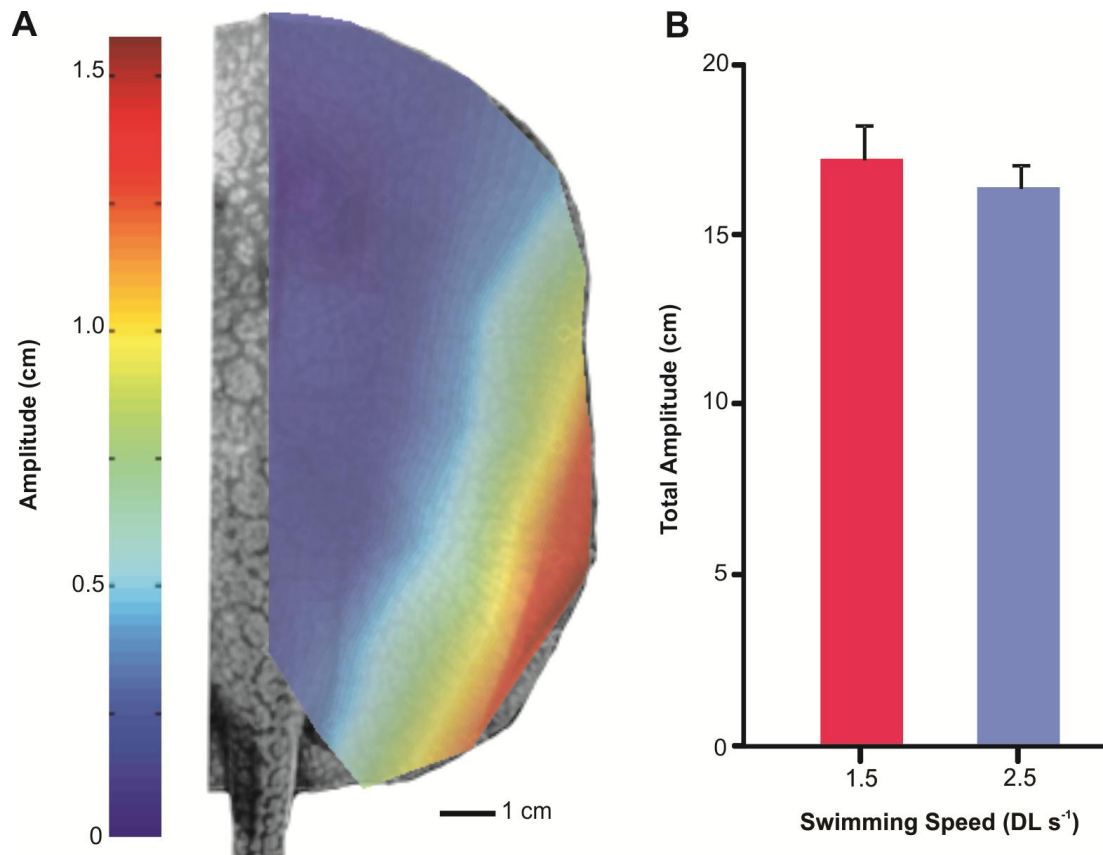 A
1.5
1.0
0.5
0
Amplitude (cm)
1 cm
B
20
15
10
5
0
Total Amplitude (cm)
1.5
2.5
Swimming Speed (DL s⁻¹)